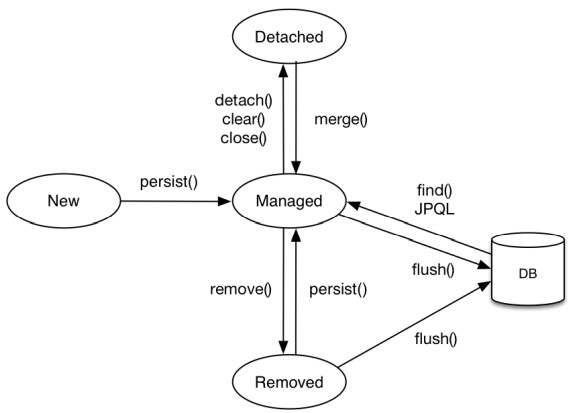 Detached
detach()
clear()
close()
merge()
persist()
New
Managed
find()
JPQL
flush()
DB
remove()
persist()
flush()
Removed